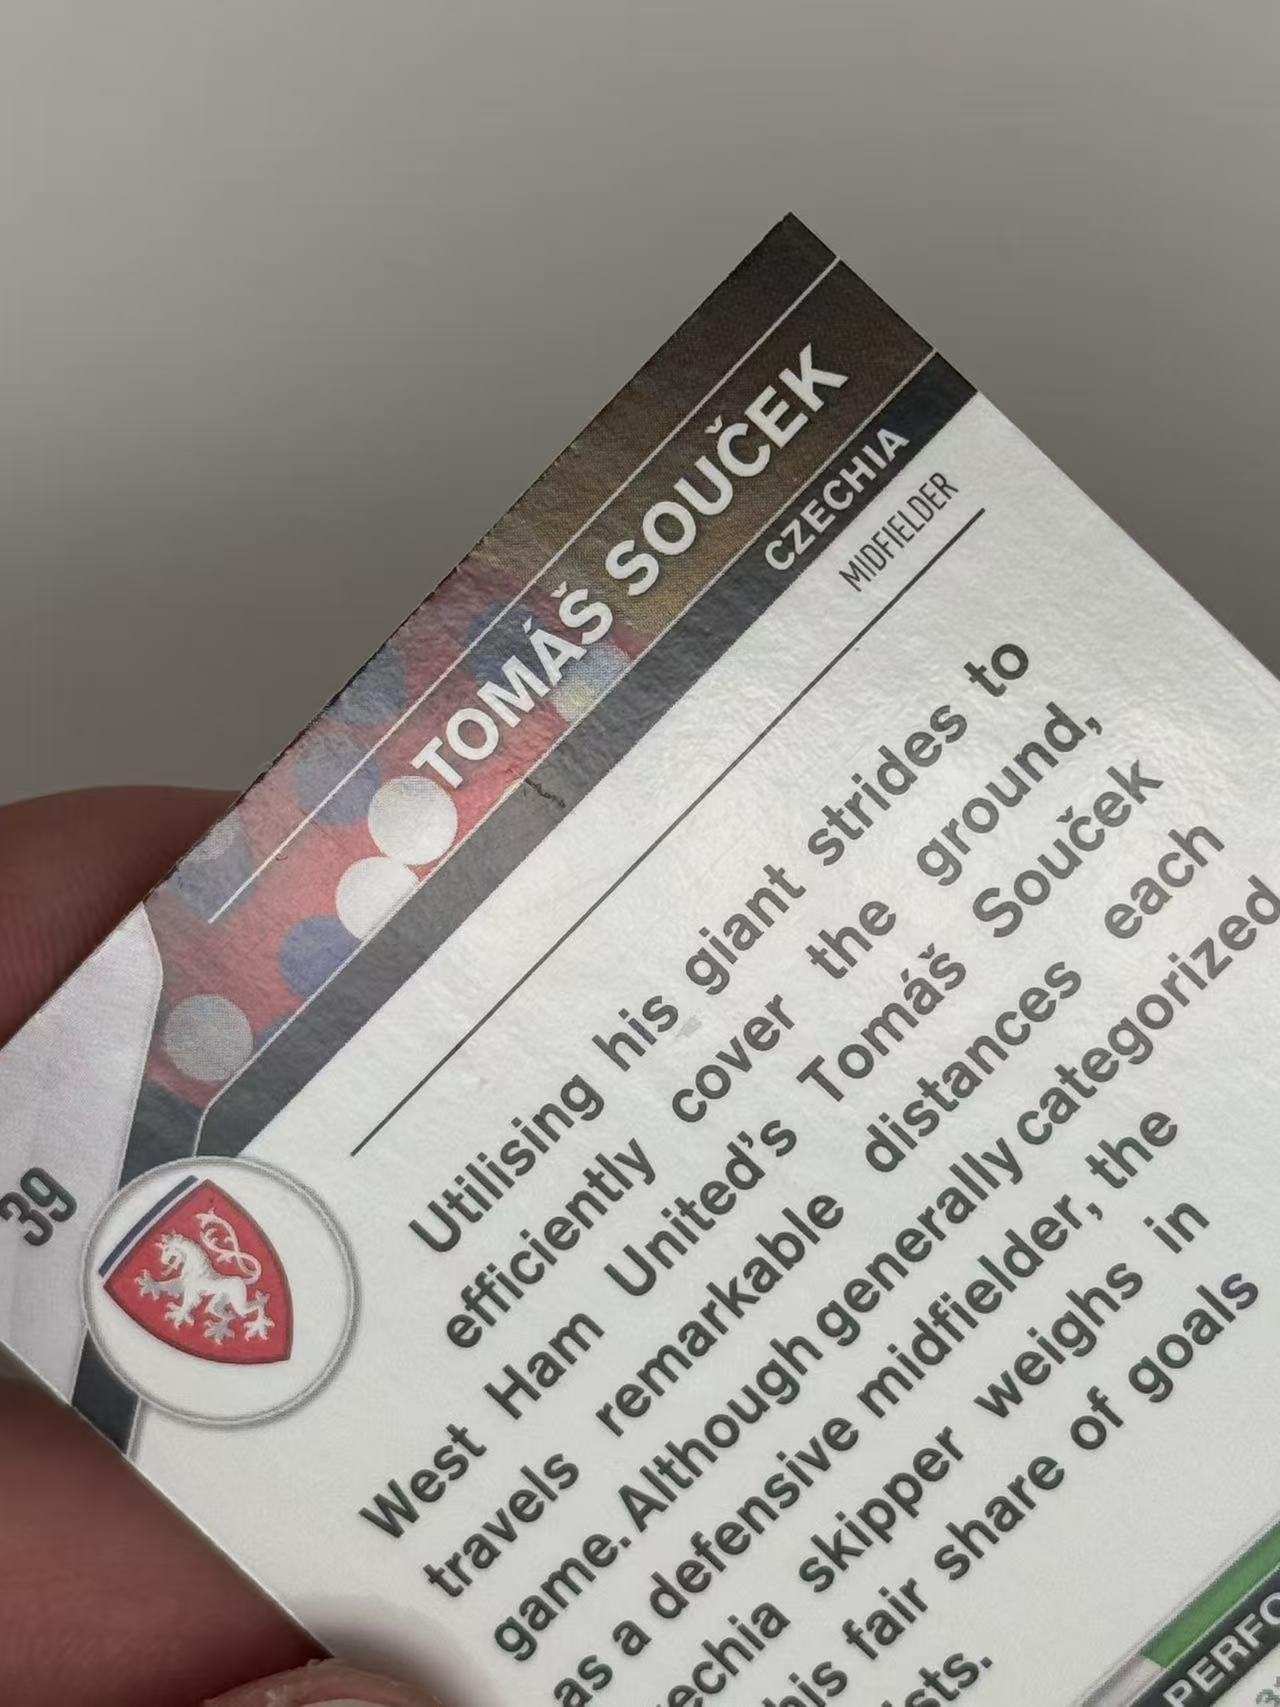 TOMÁŠ SOUČEK
CZECHIA
MIDFIELDER
39
Utilising his giant strides to
efficiently cover the ground,
West Ham United's Tomáš Souček
travels remarkable distances each
game. Although generally categorized
as a defensive midfielder, the
skipper weighs in
his fair share of goals